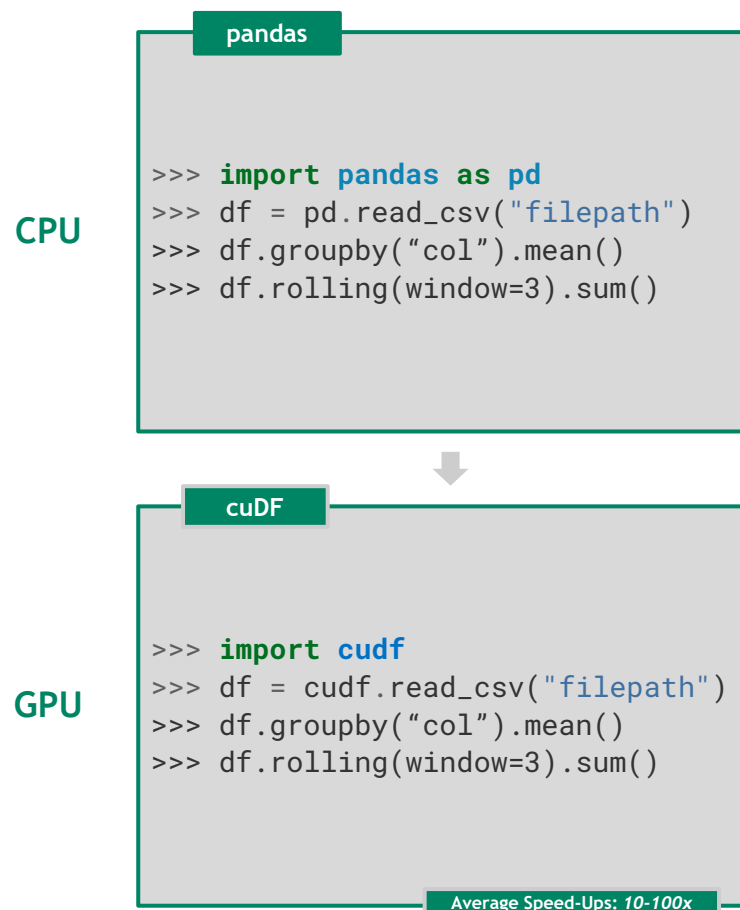 pandas
CPU
>>> import pandas as pd
>>> df = pd.read_csv("filepath")
>>> df.groupby(“col”).mean()
>>> df.rolling(window=3).sum()
cuDF
GPU
>>> import cudf
>>> df = cudf.read_csv("filepath")
>>> df.groupby(“col”).mean()
>>> df.rolling(window=3).sum()
Average Speed-Ups: 10-100x